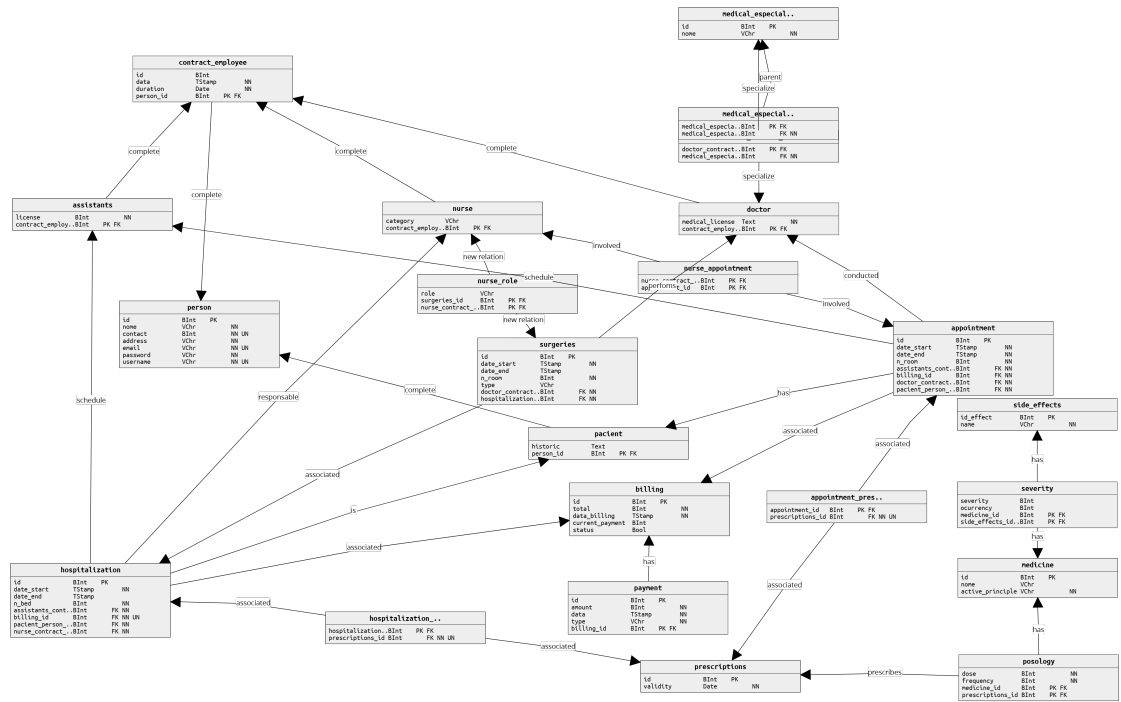 medical_especial..
id BInt PK
nome VChr NN
parent
specialize
contract_employee
id BInt
data TStamp NN
duration Date NN
person_id BInt PK FK
medical_especial..
medical_especia..BInt PK FK
medical_especia..BInt FK NN
doctor_contract..BInt PK FK
medical_especia..BInt FK NN
complete
complete
complete
specialize
complete
assistants
license BInt NN
contract_employ..BInt PK FK
nurse
category VChr
contract_employ..BInt PK FK
doctor
medical_license Text NN
contract_employ..BInt PK FK
involved
new relation
nurse_appointment
nurse_contract_..BInt PK FK
app _id BInt PK FK
conducted
schedule
perfoms
nurse_role
role VChr
surgeries_id BInt PK FK
nurse_contract_..BInt PK FK
involved
new relation
person
id BInt PK
nome VChr NN
contact BInt NN UN
address VChr NN
email VChr NN UN
password VChr NN
username VChr NN UN
appointment
id BInt PK
date_start TStamp NN
date_end TStamp NN
n_room BInt NN
assistants_cont..BInt FK NN
billing_id BInt FK NN
doctor_contract..BInt FK NN
pacient_person_..BInt FK NN
surgeries
id BInt PK
date_start TStamp NN
date_end TStamp
n_room BInt NN
type VChr
doctor_contract..BInt FK NN
hospitalization..BInt FK NN
complete
has
responsable
schedule
side_effects
id_effect BInt PK
name VChr NN
pacient
historic Text
person_id BInt PK FK
associated
associated
has
associated
billing
id BInt PK
total BInt NN
data_billing TStamp NN
current_payment BInt
status Bool
severity
severity BInt
ocurrency BInt
medicine_id BInt PK FK
side_effects_id..BInt PK FK
appointment_pres..
appointment_id BInt PK FK
prescriptions_id BInt FK NN UN
is
has
associated
has
hospitalization
id BInt PK
date_start TStamp NN
date_end TStamp
n_bed BInt NN
assistants_cont..BInt FK NN
billing_id BInt FK NN UN
pacient_person_..BInt FK NN
nurse_contract_..BInt FK NN
medicine
id BInt PK
nome VChr
active_principle VChr NN
associated
payment
id BInt PK
amount BInt NN
data TStamp NN
type VChr NN
billing_id BInt PK FK
associated
hospitalization_..
hospitalization..BInt PK FK
prescriptions_id BInt FK NN UN
has
associated
prescriptions
id BInt PK
validity Date NN
prescribes
posology
dose BInt NN
frequency BInt NN
medicine_id BInt PK FK
prescriptions_id BInt PK FK